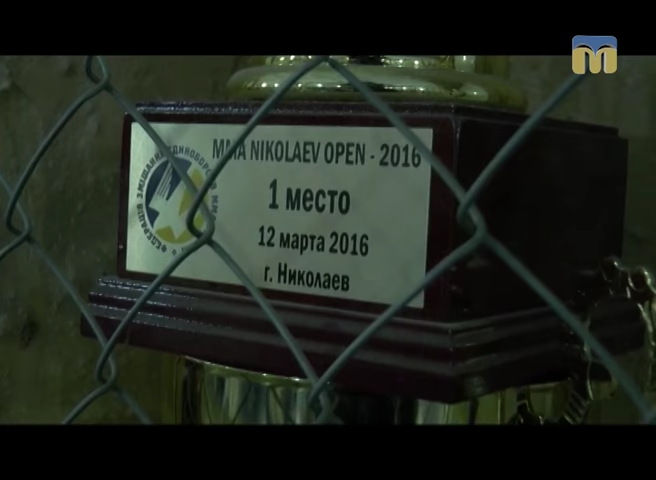 М
MMA NIKOLAEV OPEN - 2016
1 место
12 марта 2016
г. Николаев